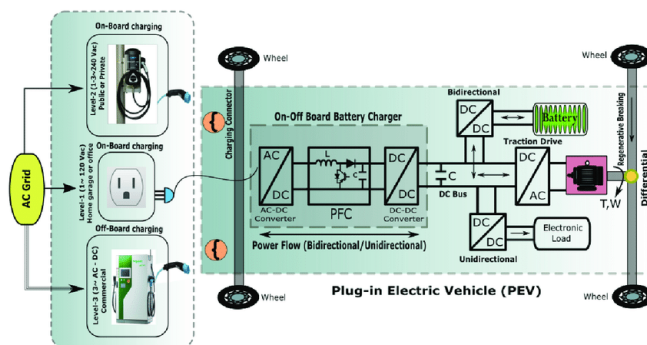 AC Grid
On-Board charging
Level-2 (1-3~240 Vac)
Public or Private
On-Board charging
Level-1 (1~ 120 Vac)
Home garage or office
Off-Board charging
Level-3 (3~ AC - DC)
Commercial
Wheel
Charging Connector
Wheel
On-Off Board Battery Charger
AC
DC
AC-DC
Converter
L
C
PFC
DC
DC
DC-DC
Converter
Power Flow (Bidirectional/Unidirectional)
C
DC Bus
Bidirectional
DC
DC
Battery
Traction Drive
DC
AC
DC
DC
Unidirectional
Electronic
Load
Wheel
Regenerative Breaking
T,W
Differential
Wheel
Plug-in Electric Vehicle (PEV)